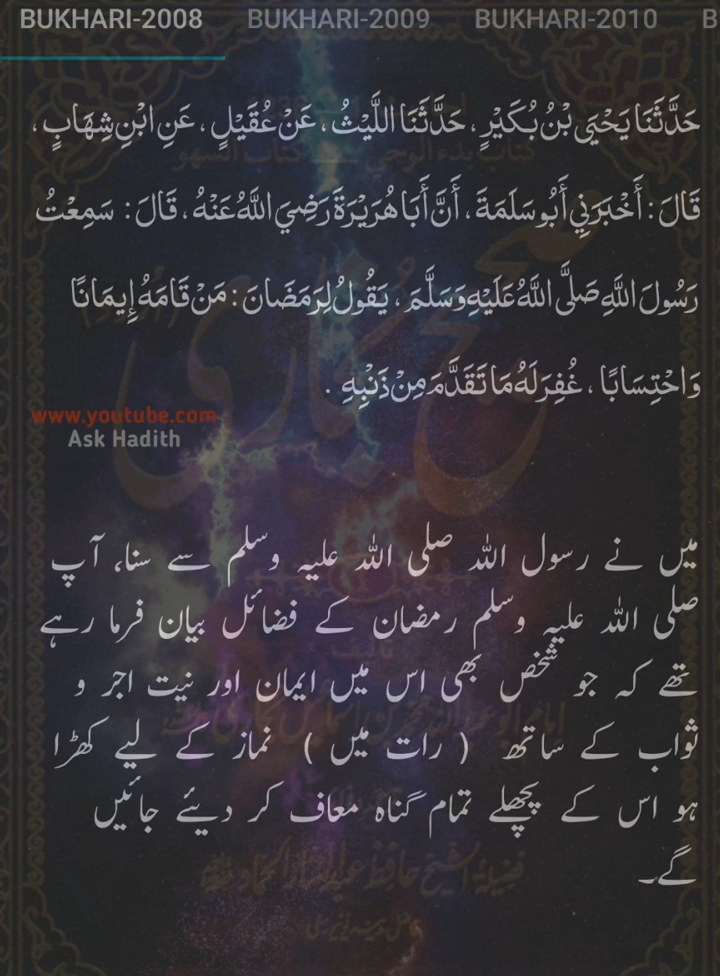 BUKHARI-2008 BUKHARI-2009 BUKHARI-2010 B
حَدَّثَنَا يَحْيَى بْنُ بُكَيْرٍ ، حَدَّثَنَا اللَّيْثُ ، عَنْ عُقَيْلٍ ، عَنِ ابْنِ شِهَابٍ ،
قَالَ : أَخْبَرَنِي أَبُو سَلَمَةَ ، أَنَّ أَبَا هُرَيْرَةَ رَضِيَ اللَّهُ عَنْهُ ، قَالَ : سَمِعْتُ
رَسُولَ اللَّهِ صَلَّى اللَّهُ عَلَيْهِ وَسَلَّمَ ، يَقُولُ لِرَمَضَانَ : مَنْ قَامَهُ إِيمَانًا
وَاحْتِسَابًا ، غُفِرَ لَهُ مَا تَقَدَّمَ مِنْ ذَنْبِهِ .
www.youtube.com
Ask Hadith
میں نے رسول اللہ صلی اللہ علیہ وسلم سے سنا، آپ
صلی اللہ علیہ وسلم رمضان کے فضائل بیان فرما رہے
تھے کہ جو شخص بھی اس میں ایمان اور نیت اجر و
ثواب کے ساتھ ( رات میں ) نماز کے لیے کھڑا
ہو اس کے پچھلے تمام گناہ معاف کر دیئے جائیں
گے۔